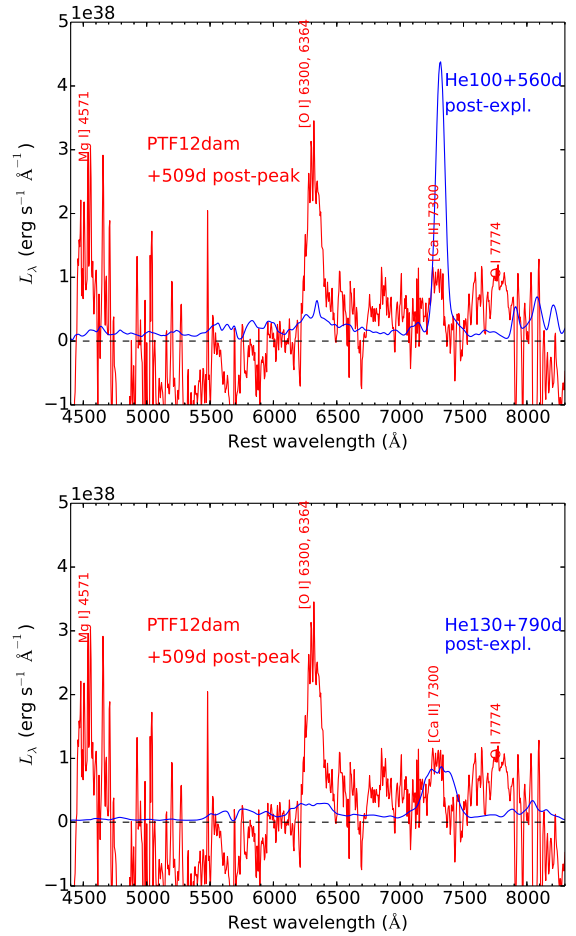 1e38
5
4
3
2
1
0
−1
Mg I] 4571
[O I] 6300, 6364
[Ca II] 7300
O I 7774
PTF12dam
+509d post-peak
He100+560d
post-expl.
L_λ (erg s⁻¹ Å⁻¹)
4500 5000 5500 6000 6500 7000 7500 8000
Rest wavelength (Å)
1e38
5
4
3
2
1
0
−1
Mg I] 4571
[O I] 6300, 6364
[Ca II] 7300
O I 7774
PTF12dam
+509d post-peak
He130+790d
post-expl.
L_λ (erg s⁻¹ Å⁻¹)
4500 5000 5500 6000 6500 7000 7500 8000
Rest wavelength (Å)